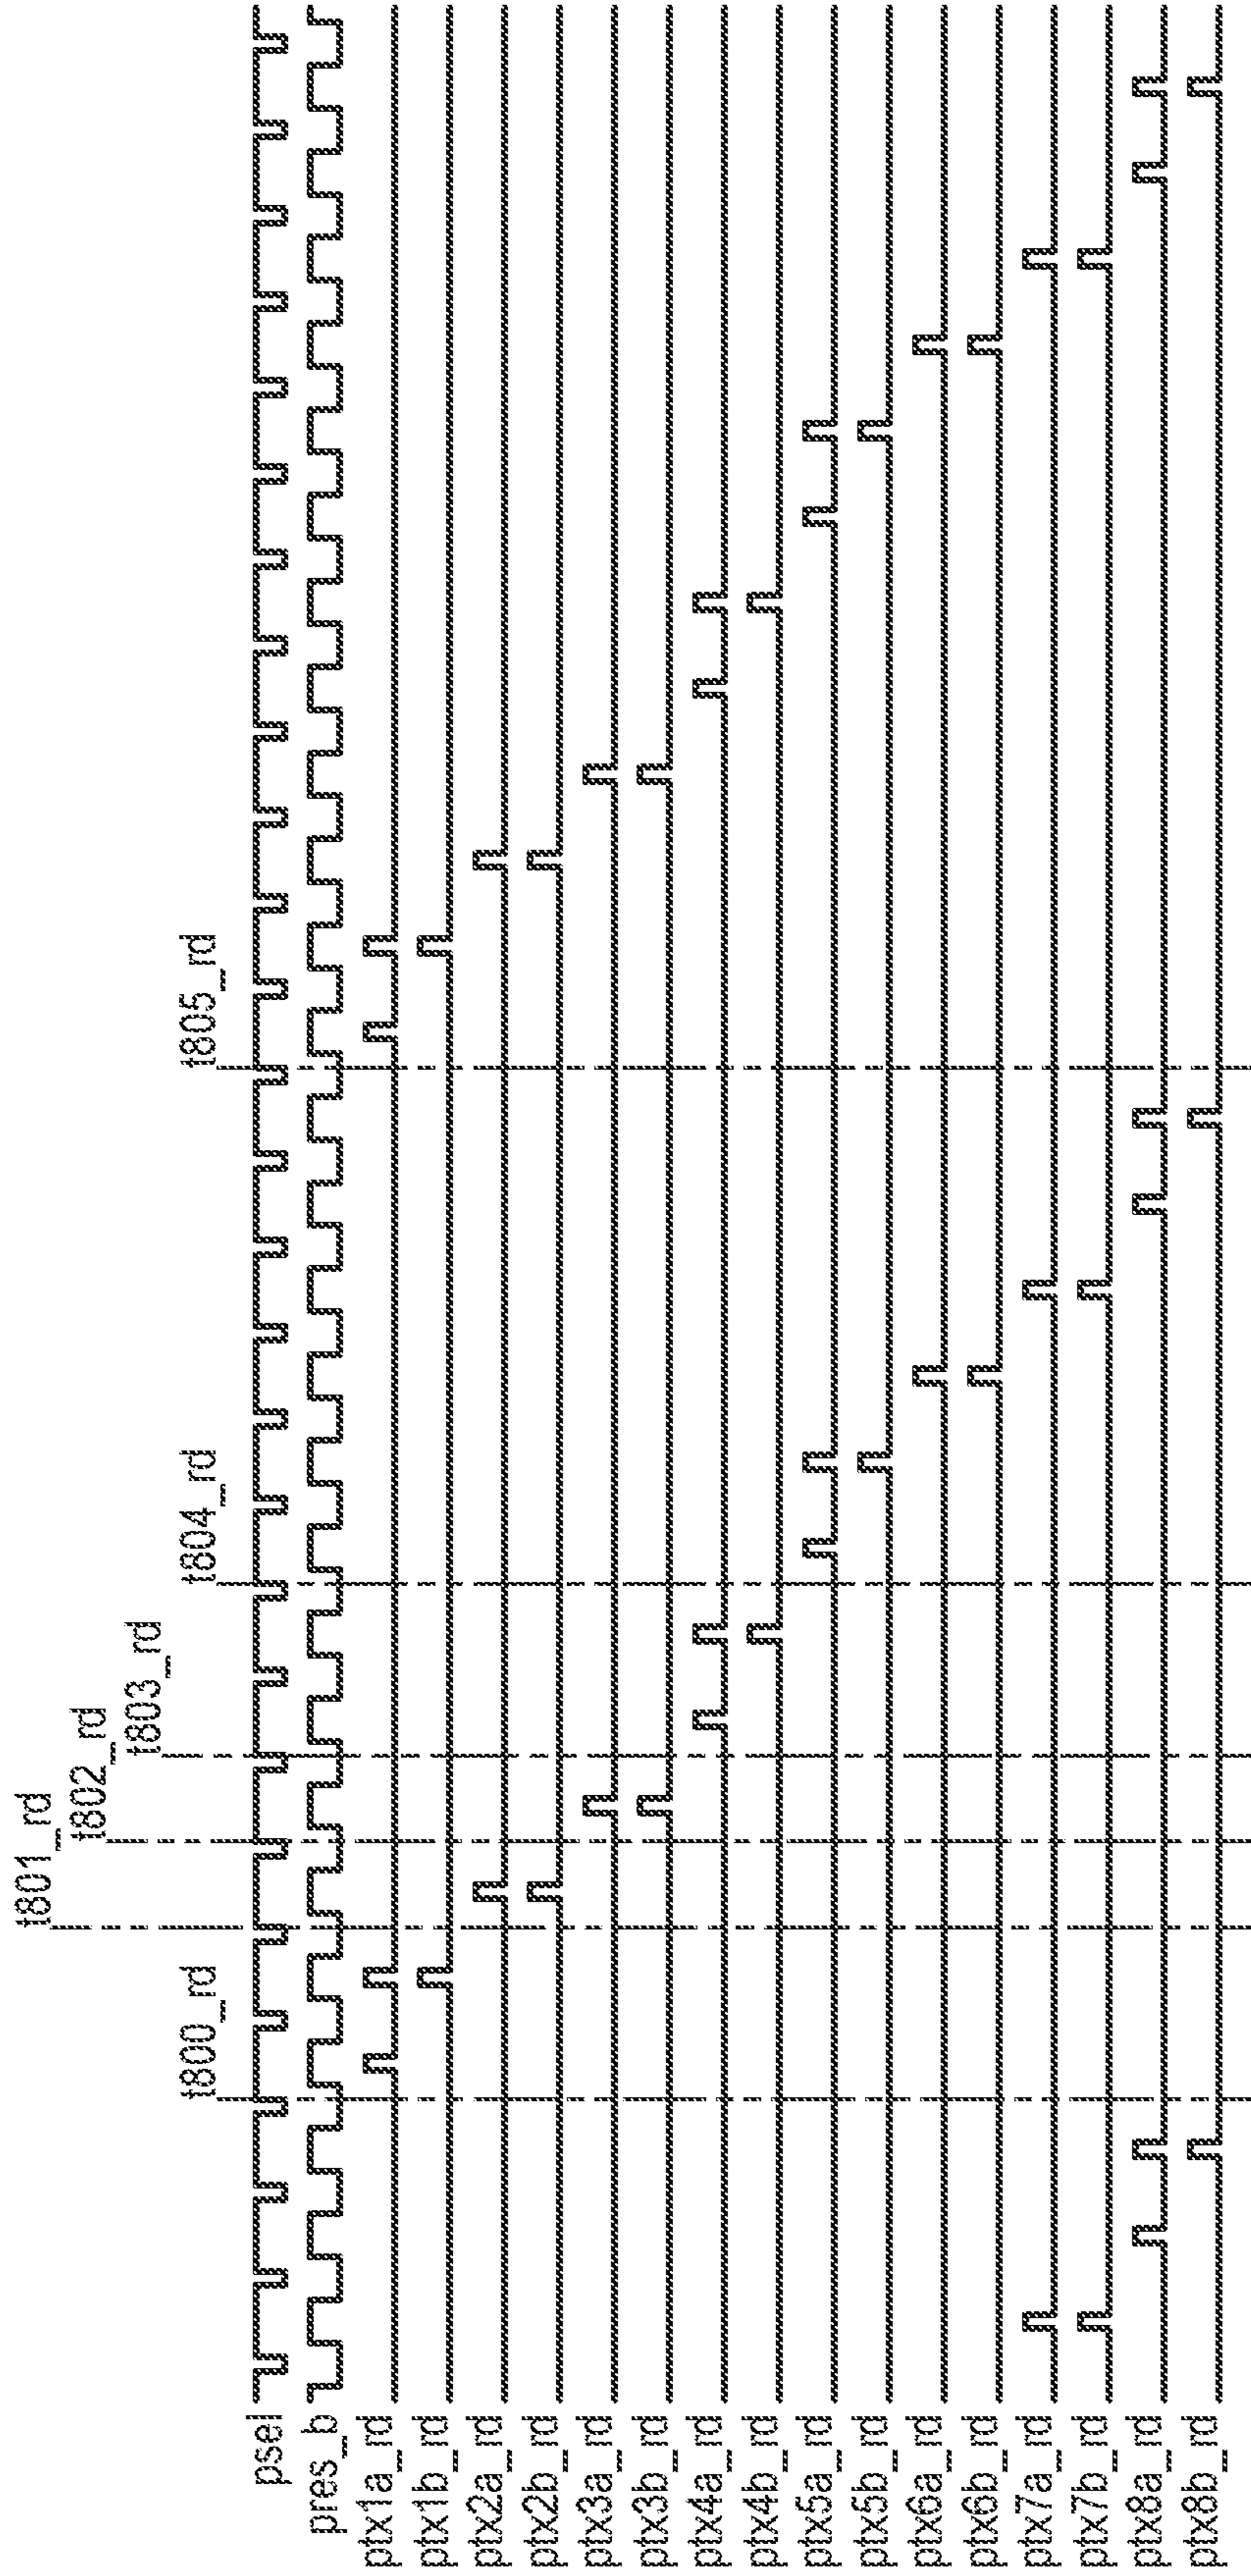 t801_rd
t802_rd
t803_rd
t800_rd
t804_rd
t805_rd
psel
pres_b
ptx1a_rd
ptx1b_rd
ptx2a_rd
ptx2b_rd
ptx3a_rd
ptx3b_rd
ptx4a_rd
ptx4b_rd
ptx5a_rd
ptx5b_rd
ptx6a_rd
ptx6b_rd
ptx7a_rd
ptx7b_rd
ptx8a_rd
ptx8b_rd